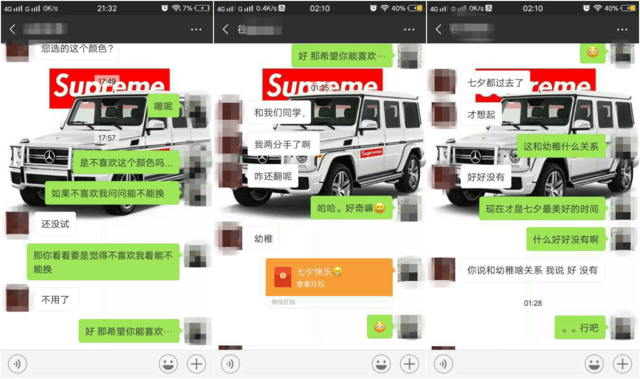 4G 4G 0K/s 21:32 7%
您选的这个颜色?
17:49
Supreme
嗯呢
17:57
是不喜欢这个颜色吗...
如果不喜欢我问问能不能换
还没试
那你看看要是觉得不喜欢我看能不
能换
不用了
好 那希望你能喜欢…
4G 4G 0.4K/s 02:10 40%
好 那希望你能喜欢…
01:25
Supreme
和我们同学,
我两分手了啊
咋还翻呢
Supreme
哈哈。好奇嘛
幼稚
七夕快乐
查看红包
微信红包
4G 4G 0K/s 02:10 40%
往
七夕都过去了
Supreme
才想起
这和幼稚什么关系
好好没有
现在才是七夕最美好的时间
什么好好没有啊
你说和幼稚啥关系 我说 好 没有
01:28
。。行吧